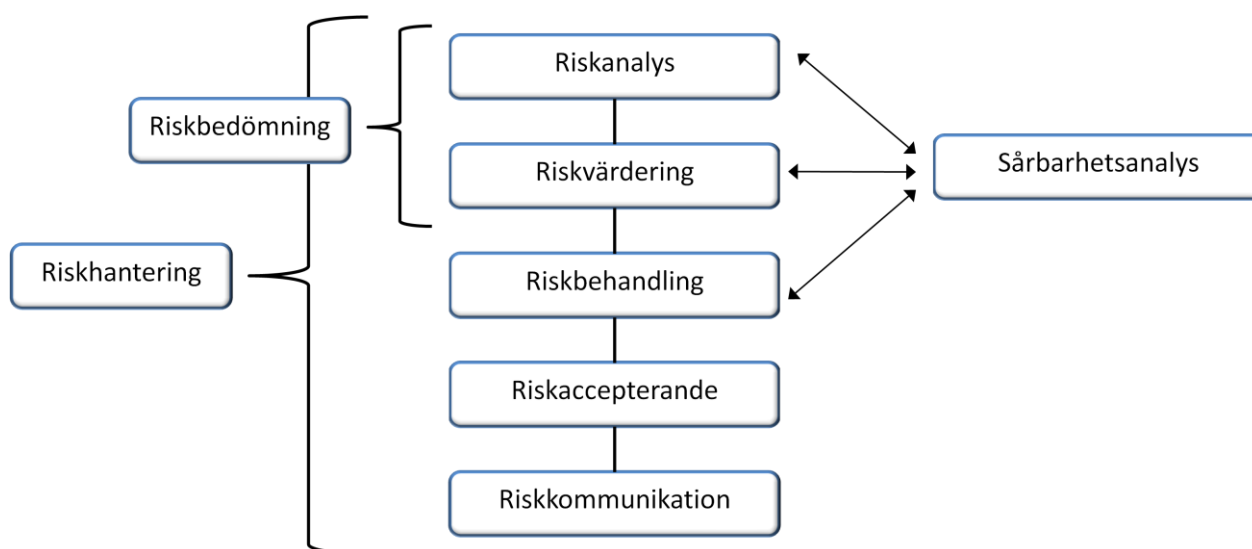 Riskanalys
Riskbedömning
Riskvärdering
Sårbarhetsanalys
Riskhantering
Riskbehandling
Riskaccepterande
Riskkommunikation